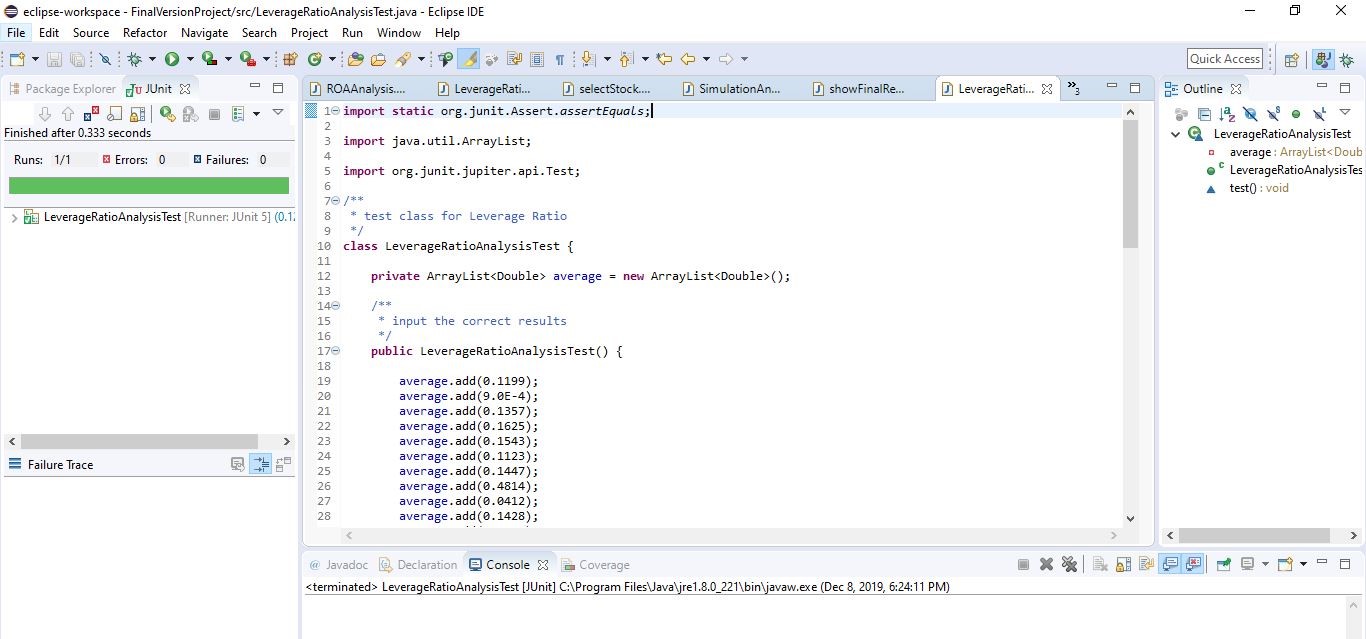 eclipse-workspace - FinalVersionProject/src/LeverageRatioAnalysisTest.java - Eclipse IDE
File Edit Source Refactor Navigate Search Project Run Window Help
Quick Access
Package Explorer JUnit
Finished after 0.333 seconds
Runs: 1/1 Errors: 0 Failures: 0
LeverageRatioAnalysisTest [Runner: JUnit 5] (0.12
Failure Trace
ROAAnalysis.... LeverageRati... selectStock.... SimulationAn... showFinalRe... LeverageRati... »3
1 import static org.junit.Assert.assertEquals;
2
3 import java.util.ArrayList;
4
5 import org.junit.jupiter.api.Test;
6
7 /**
8 * test class for Leverage Ratio
9 */
10 class LeverageRatioAnalysisTest {
11
12 private ArrayList<Double> average = new ArrayList<Double>();
13
14 /**
15 * input the correct results
16 */
17 public LeverageRatioAnalysisTest() {
18
19 average.add(0.1199);
20 average.add(9.0E-4);
21 average.add(0.1357);
22 average.add(0.1625);
23 average.add(0.1543);
24 average.add(0.1123);
25 average.add(0.1447);
26 average.add(0.4814);
27 average.add(0.0412);
28 average.add(0.1428);
Outline
LeverageRatioAnalysisTest
average : ArrayList<Doub
LeverageRatioAnalysisTes
test() : void
@ Javadoc Declaration Console Coverage
<terminated> LeverageRatioAnalysisTest [JUnit] C:\Program Files\Java\jre1.8.0_221\bin\javaw.exe (Dec 8, 2019, 6:24:11 PM)